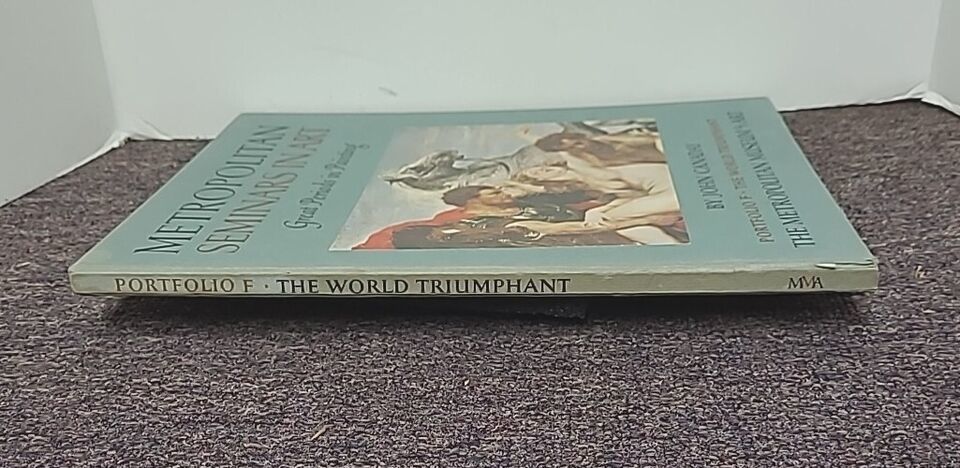 METROPOLITAN
SEMINARS IN ART
Great Periods in Painting
BY JOHN CANADAY
PORTFOLIO F · THE WORLD TRIUMPHANT
THE METROPOLITAN MUSEUM OF ART
PORTFOLIO F · THE WORLD TRIUMPHANT
MMA